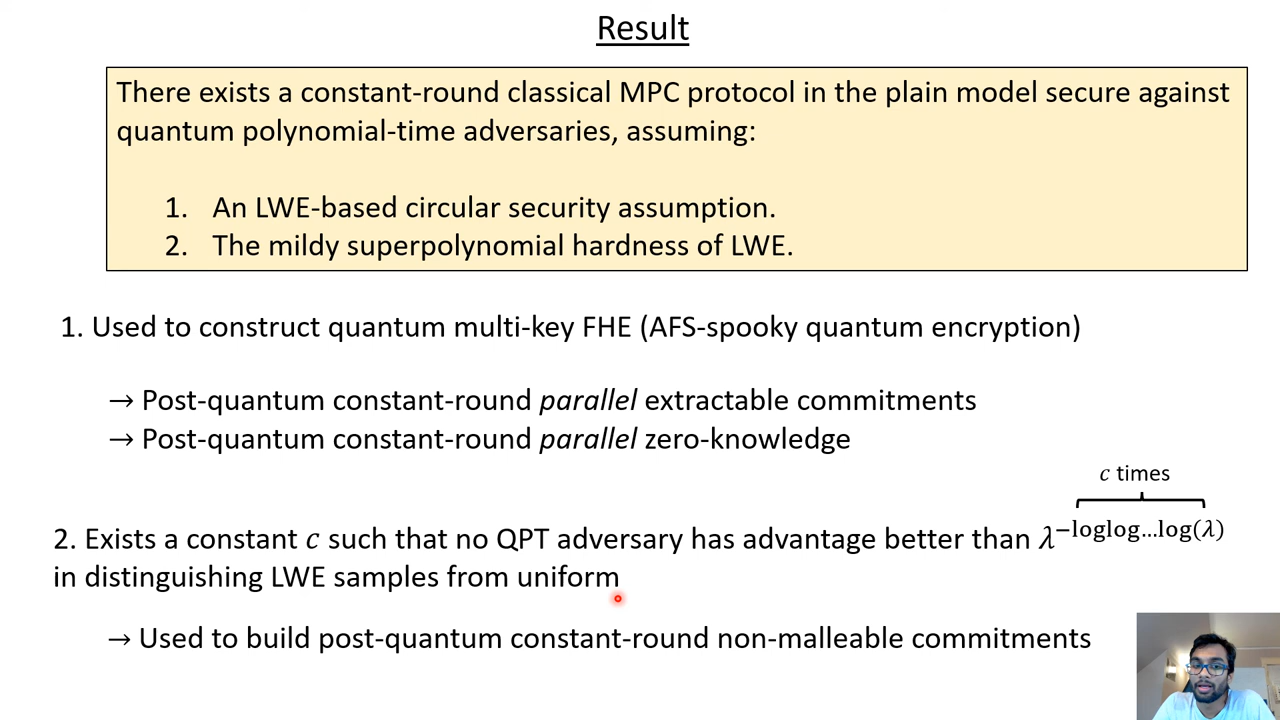 Result
There exists a constant-round classical MPC protocol in the plain model secure against
quantum polynomial-time adversaries, assuming:
1. An LWE-based circular security assumption.
2. The mildy superpolynomial hardness of LWE.
1. Used to construct quantum multi-key FHE (AFS-spooky quantum encryption)
→ Post-quantum constant-round parallel extractable commitments
→ Post-quantum constant-round parallel zero-knowledge
c times
2. Exists a constant c such that no QPT adversary has advantage better than λ^−loglog…log(λ)
in distinguishing LWE samples from uniform
→ Used to build post-quantum constant-round non-malleable commitments